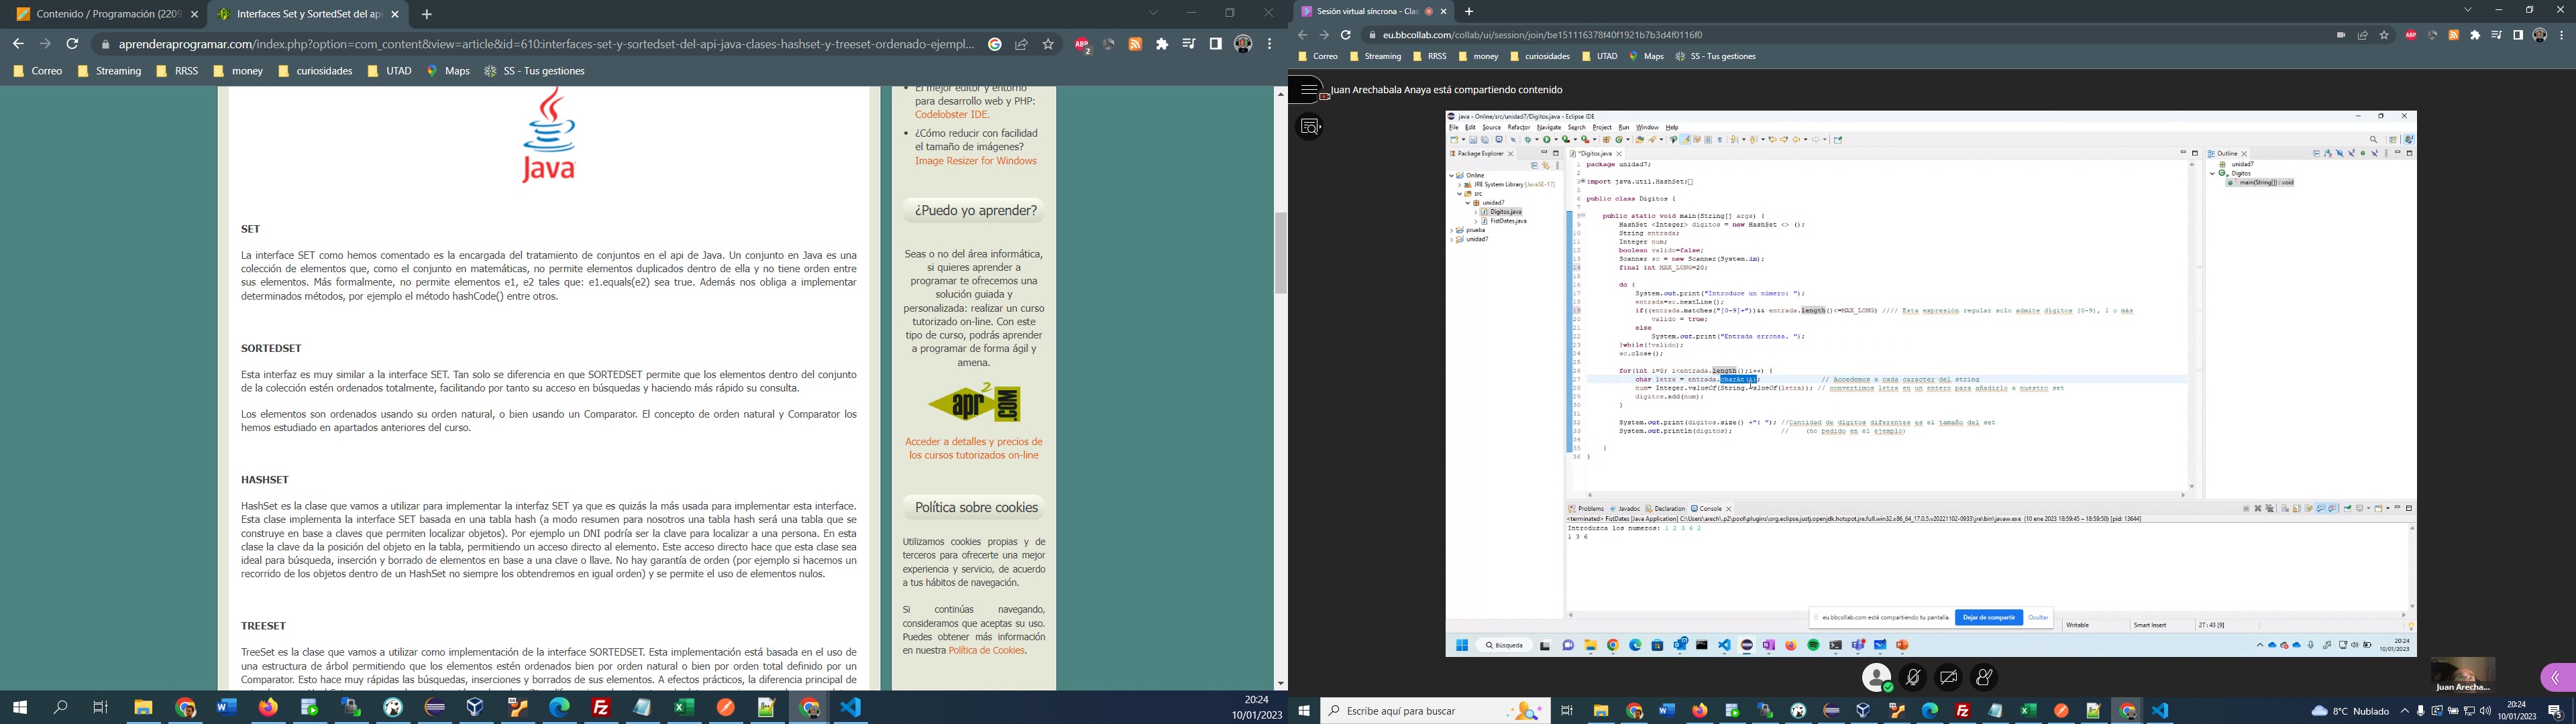 Contenido / Programación (2209
Interfaces Set y SortedSet del ap
aprenderaprogramar.com/index.php?option=com_content&view=article&id=610:interfaces-set-y-sortedset-del-api-java-clases-hashset-y-treeset-ordenado-ejempl...
Correo
Streaming
RRSS
money
curiosidades
UTAD
Maps
SS - Tus gestiones
Java
SET
La interface SET como hemos comentado es la encargada del tratamiento de conjuntos en el api de Java. Un conjunto en Java es una
colección de elementos que, como el conjunto en matemáticas, no permite elementos duplicados dentro de ella y no tiene orden entre
sus elementos. Más formalmente, no permite elementos e1, e2 tales que: e1.equals(e2) sea true. Además nos obliga a implementar
determinados métodos, por ejemplo el método hashCode() entre otros.
SORTEDSET
Esta interfaz es muy similar a la interface SET. Tan solo se diferencia en que SORTEDSET permite que los elementos dentro del conjunto
de la colección estén ordenados totalmente, facilitando por tanto su acceso en búsquedas y haciendo más rápido su consulta.
Los elementos son ordenados usando su orden natural, o bien usando un Comparator. El concepto de orden natural y Comparator los
hemos estudiado en apartados anteriores del curso.
HASHSET
HashSet es la clase que vamos a utilizar para implementar la interfaz SET ya que es quizás la más usada para implementar esta interface.
Esta clase implementa la interface SET basada en una tabla hash (a modo resumen para nosotros una tabla hash será una tabla que se
construye en base a claves que permiten localizar objetos). Por ejemplo un DNI podría ser la clave para localizar a una persona. En esta
clase la clave da la posición del objeto en la tabla, permitiendo un acceso directo al elemento. Este acceso directo hace que esta clase sea
ideal para búsqueda, inserción y borrado de elementos en base a una clave o llave. No hay garantía de orden (por ejemplo si hacemos un
recorrido de los objetos dentro de un HashSet no siempre los obtendremos en igual orden) y se permite el uso de elementos nulos.
TREESET
TreeSet es la clase que vamos a utilizar como implementación de la interface SORTEDSET. Esta implementación está basada en el uso de
una estructura de árbol permitiendo que los elementos estén ordenados bien por orden natural o bien por orden total definido por un
Comparator. Esto hace muy rápidas las búsquedas, inserciones y borrados de sus elementos. A efectos prácticos, la diferencia principal de
El mejor editor y entorno
para desarrollo web y PHP:
Codelobster IDE.
¿Cómo reducir con facilidad
el tamaño de imágenes?
Image Resizer for Windows
¿Puedo yo aprender?
Seas o no del área informática,
si quieres aprender a
programar te ofrecemos una
solución guiada y
personalizada: realizar un curso
tutorizado on-line. Con este
tipo de curso, podrás aprender
a programar de forma ágil y
amena.
apr2.COM
Acceder a detalles y precios de
los cursos tutorizados on-line
Política sobre cookies
Utilizamos cookies propias y de
terceros para ofrecerte una mejor
experiencia y servicio, de acuerdo
a tus hábitos de navegación.
Si continúas navegando,
consideramos que aceptas su uso.
Puedes obtener más información
en nuestra Política de Cookies.
20:24
10/01/2023
Sesión virtual síncrona - Clas
eu.bbcollab.com/collab/ui/session/join/be151116378f40f1921b7b3d4f0116f0
Correo
Streaming
RRSS
money
curiosidades
UTAD
Maps
SS - Tus gestiones
Juan Arechabala Anaya está compartiendo contenido
java - Online/src/unidad7/Digitos.java - Eclipse IDE
File Edit Source Refactor Navigate Search Project Run Window Help
Package Explorer
Online
JRE System Library [JavaSE-17]
src
unidad7
Digitos.java
FistDates.java
prueba
unidad7
*Digitos.java
1 package unidad7;
2
3 import java.util.HashSet;
5
6 public class Digitos {
7
8 public static void main(String[] args) {
9 HashSet <Integer> digitos = new HashSet <> ();
10 String entrada;
11 Integer num;
12 boolean valido=false;
13 Scanner sc = new Scanner(System.in);
14 final int MAX_LONG=20;
15
16 do {
17 System.out.print("Introduce un número: ");
18 entrada=sc.nextLine();
19 if((entrada.matches("[0-9]+"))&& entrada.length()<=MAX_LONG) //// Esta expresión regular solo admite digitos (0-9), 1 o más
20 valido = true;
21 else
22 System.out.print("Entrada erronea. ");
23 }while(!valido);
24 sc.close();
25
26 for(int i=0; i<entrada.length();i++) {
27 char letra = entrada.charAt(i); // Accedemos a cada caracter del string
28 num= Integer.valueOf(String.valueOf(letra)); // convertimos letra en un entero para añadirlo a nuestro set
29 digitos.add(num);
30 }
31
32 System.out.print(digitos.size() +": "); //Cantidad de digitos diferentes es el tamaño del set
33 System.out.println(digitos); // (no pedido en el ejemplo)
34
35 }
36 }
Outline
unidad7
Digitos
main(String[]) : void
Problems Javadoc Declaration Console
<terminated> FistDates [Java Application] C:\Users\arech\.p2\pool\plugins\org.eclipse.justj.openjdk.hotspot.jre.full.win32.x86_64_17.0.5.v20221102-0933\jre\bin\javaw.exe (10 ene 2023 18:59:45 – 18:59:50) [pid: 13644]
Introduzca los numeros: 1 2 3 6 2
1 3 6
eu.bbcollab.com está compartiendo tu pantalla.
Dejar de compartir
Ocultar
Writable
Smart Insert
27 : 43 [9]
Búsqueda
20:24
10/01/2023
Juan Arecha...
Escribe aquí para buscar
8°C Nublado
20:24
10/01/2023